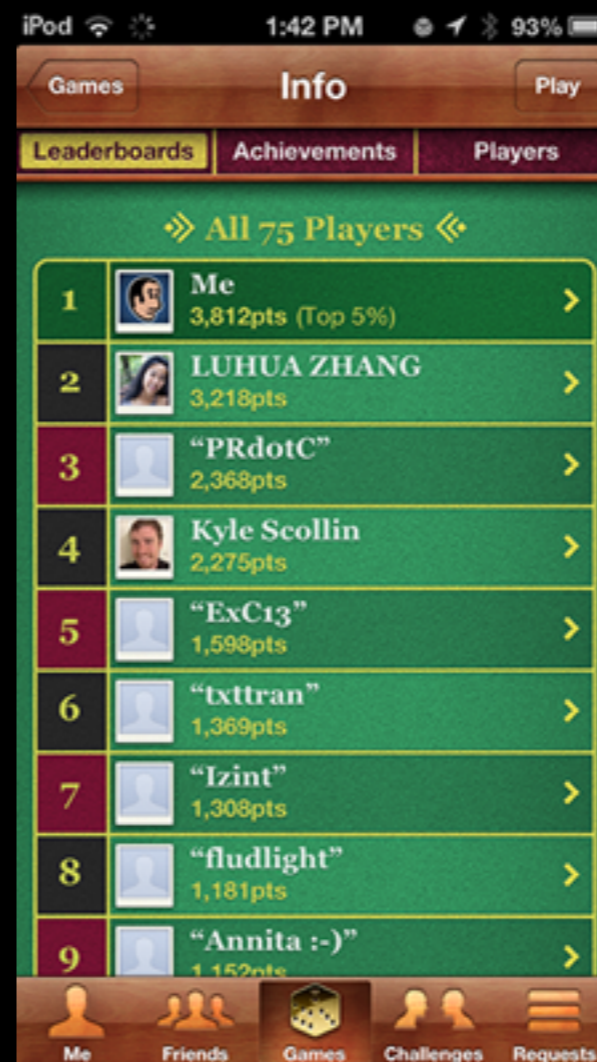 iPod 1:42 PM 93%
Games Info Play
Leaderboards Achievements Players
All 75 Players
1 Me
3,812pts (Top 5%)
2 LUHUA ZHANG
3,218pts
3 “PRdotC”
2,368pts
4 Kyle Scollin
2,275pts
5 “ExC13”
1,598pts
6 “txttran”
1,369pts
7 “Izint”
1,308pts
8 “fludlight”
1,181pts
9 “Annita :-)”
1,152pts
Me Friends Games Challenges Requests